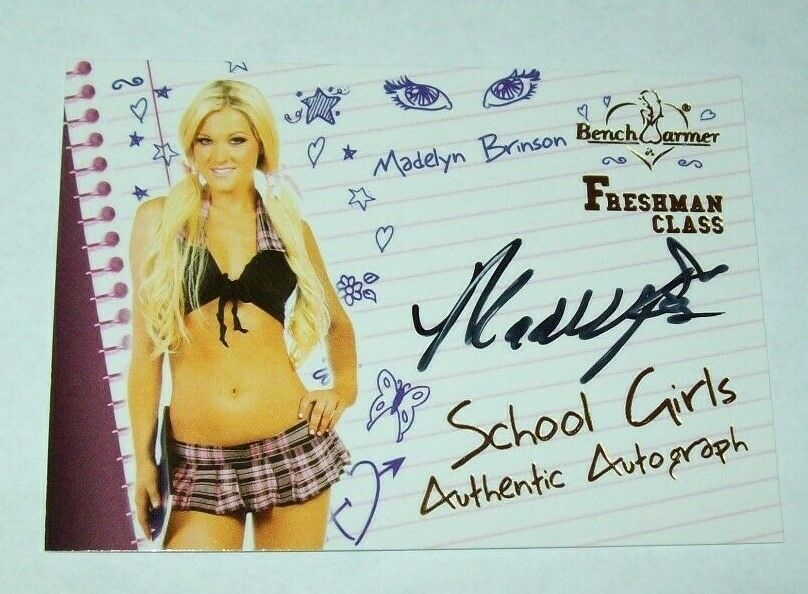 Madelyn Brinson
BenchWarmer ®
FRESHMAN
CLASS
School Girls
Authentic Autograph